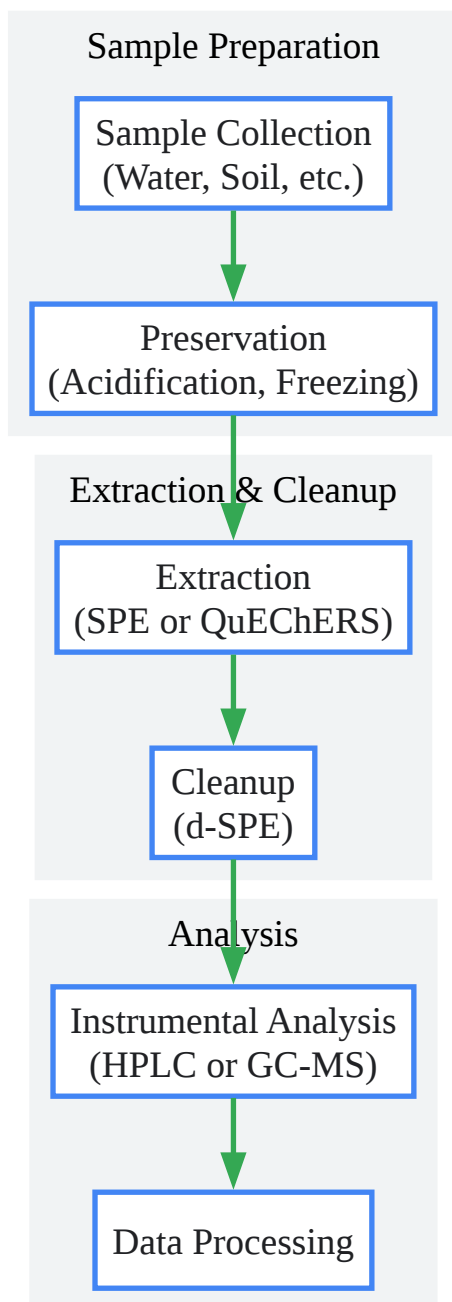 Sample Preparation
Sample Collection
(Water, Soil, etc.)
Preservation
(Acidification, Freezing)
Extraction & Cleanup
Extraction
(SPE or QuEChERS)
Cleanup
(d-SPE)
Analysis
Instrumental Analysis
(HPLC or GC-MS)
Data Processing